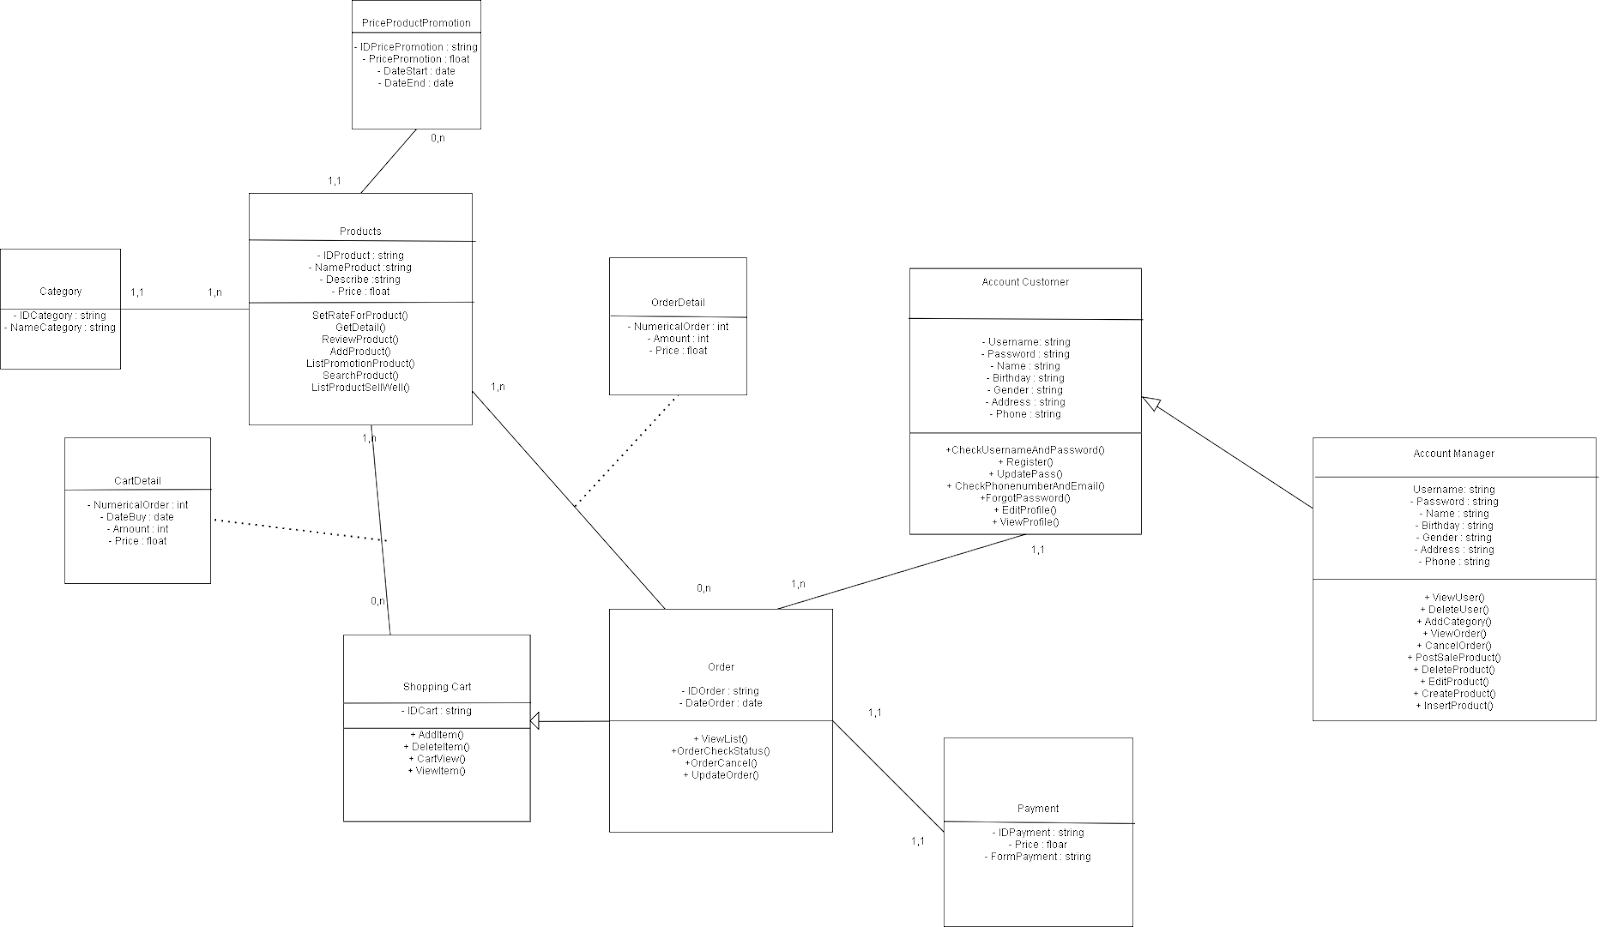 PriceProductPromotion
- IDPricePromotion : string
- PricePromotion : float
- DateStart : date
- DateEnd : date
0,n
1,1
Products
- IDProduct : string
- NameProduct :string
- Describe :string
- Price : float
SetRateForProduct()
GetDetail()
ReviewProduct()
AddProduct()
ListPromotionProduct()
SearchProduct()
ListProductSellWell()
Category
- IDCategory : string
- NameCategory : string
1,1
1,n
OrderDetail
- NumericalOrder : int
- Amount : int
- Price : float
1,n
Account Customer
- Username: string
- Password : string
- Name : string
- Birthday : string
- Gender : string
- Address : string
- Phone : string
+CheckUsernameAndPassword()
+ Register()
+ UpdatePass()
+ CheckPhonenumberAndEmail()
+ForgotPassword()
+ EditProfile()
+ ViewProfile()
1,1
1,n
Account Manager
Username: string
- Password : string
- Name : string
- Birthday : string
- Gender : string
- Address : string
- Phone : string
+ ViewUser()
+ DeleteUser()
+ AddCategory()
+ ViewOrder()
+ CancelOrder()
+ PostSaleProduct()
+ DeleteProduct()
+ EditProduct()
+ CreateProduct()
+ InsertProduct()
1,n
CartDetail
- NumericalOrder : int
- DateBuy : date
- Amount : int
- Price : float
0,n
0,n
Shopping Cart
- IDCart : string
+ AddItem()
+ DeleteItem()
+ CartView()
+ ViewItem()
Order
- IDOrder : string
- DateOrder : date
+ ViewList()
+OrderCheckStatus()
+OrderCancel()
+ UpdateOrder()
1,1
1,1
Payment
- IDPayment : string
- Price : floar
- FormPayment : string